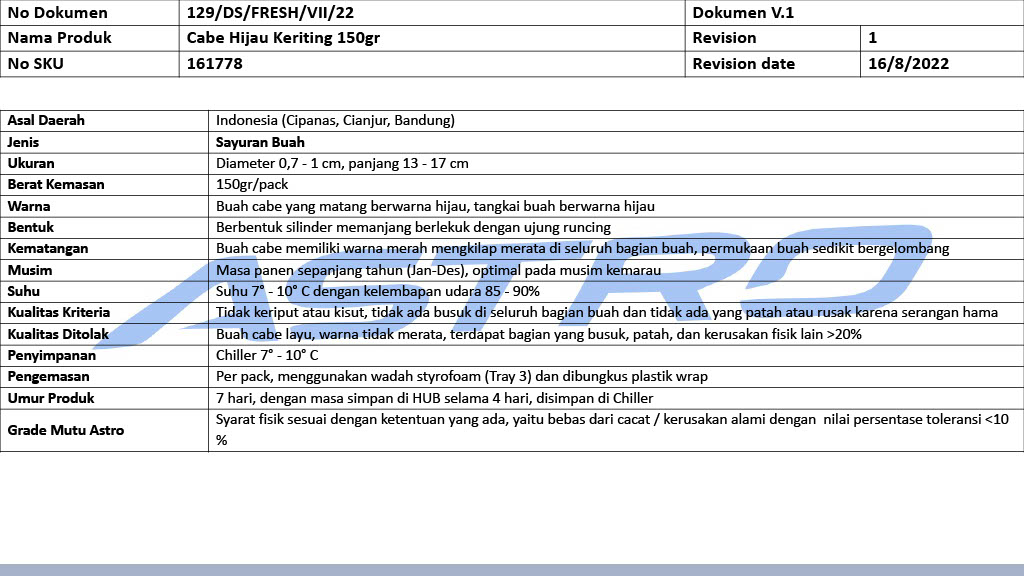 No Dokumen 129/DS/FRESH/VII/22 Dokumen V.1
Nama Produk Cabe Hijau Keriting 150gr Revision 1
No SKU 161778 Revision date 16/8/2022
Asal Daerah Indonesia (Cipanas, Cianjur, Bandung)
Jenis Sayuran Buah
Ukuran Diameter 0,7 - 1 cm, panjang 13 - 17 cm
Berat Kemasan 150gr/pack
Warna Buah cabe yang matang berwarna hijau, tangkai buah berwarna hijau
Bentuk Berbentuk silinder memanjang berlekuk dengan ujung runcing
Kematangan Buah cabe memiliki warna merah mengkilap merata di seluruh bagian buah, permukaan buah sedikit bergelombang
Musim Masa panen sepanjang tahun (Jan-Des), optimal pada musim kemarau
Suhu Suhu 7° - 10° C dengan kelembapan udara 85 - 90%
Kualitas Kriteria Tidak keriput atau kisut, tidak ada busuk di seluruh bagian buah dan tidak ada yang patah atau rusak karena serangan hama
Kualitas Ditolak Buah cabe layu, warna tidak merata, terdapat bagian yang busuk, patah, dan kerusakan fisik lain >20%
Penyimpanan Chiller 7° - 10° C
Pengemasan Per pack, menggunakan wadah styrofoam (Tray 3) dan dibungkus plastik wrap
Umur Produk 7 hari, dengan masa simpan di HUB selama 4 hari, disimpan di Chiller
Grade Mutu Astro Syarat fisik sesuai dengan ketentuan yang ada, yaitu bebas dari cacat / kerusakan alami dengan nilai persentase toleransi <10
%
ASTRO